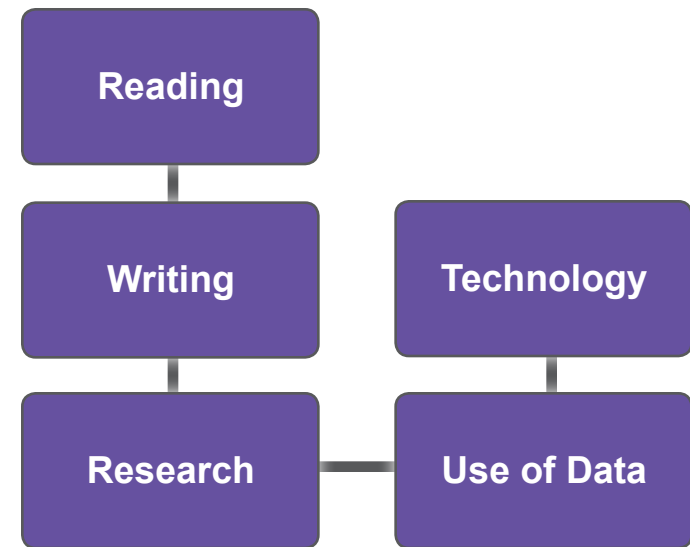 Reading
Writing
Research
Use of Data
Technology